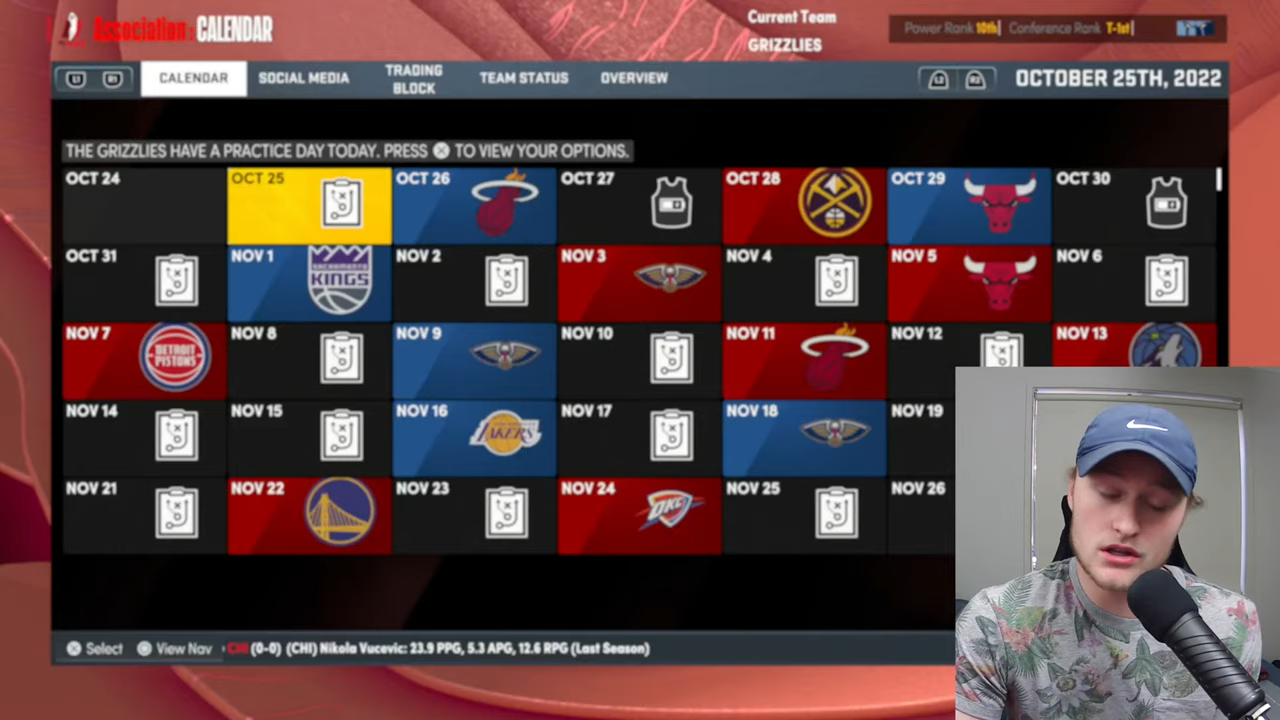 Association: CALENDAR
Current Team
GRIZZLIES
Power Rank 10th | Conference Rank T-1st |
L1 R1 CALENDAR SOCIAL MEDIA TRADING BLOCK TEAM STATUS OVERVIEW L2 R2 OCTOBER 25TH, 2022
THE GRIZZLIES HAVE A PRACTICE DAY TODAY. PRESS ⊗ TO VIEW YOUR OPTIONS.
OCT 24 OCT 25 OCT 26 OCT 27 OCT 28 OCT 29 OCT 30
OCT 31 NOV 1 SACRAMENTO KINGS NOV 2 NOV 3 NOV 4 NOV 5 NOV 6
NOV 7 DETROIT PISTONS NOV 8 NOV 9 NOV 10 NOV 11 NOV 12 NOV 13
NOV 14 NOV 15 NOV 16 LAKERS NOV 17 NOV 18 NOV 19
NOV 21 NOV 22 NOV 23 NOV 24 OKC NOV 25 NOV 26
Select View Nav CHI (0-0) (CHI) Nikola Vucevic: 23.9 PPG, 5.3 APG, 12.6 RPG (Last Season)